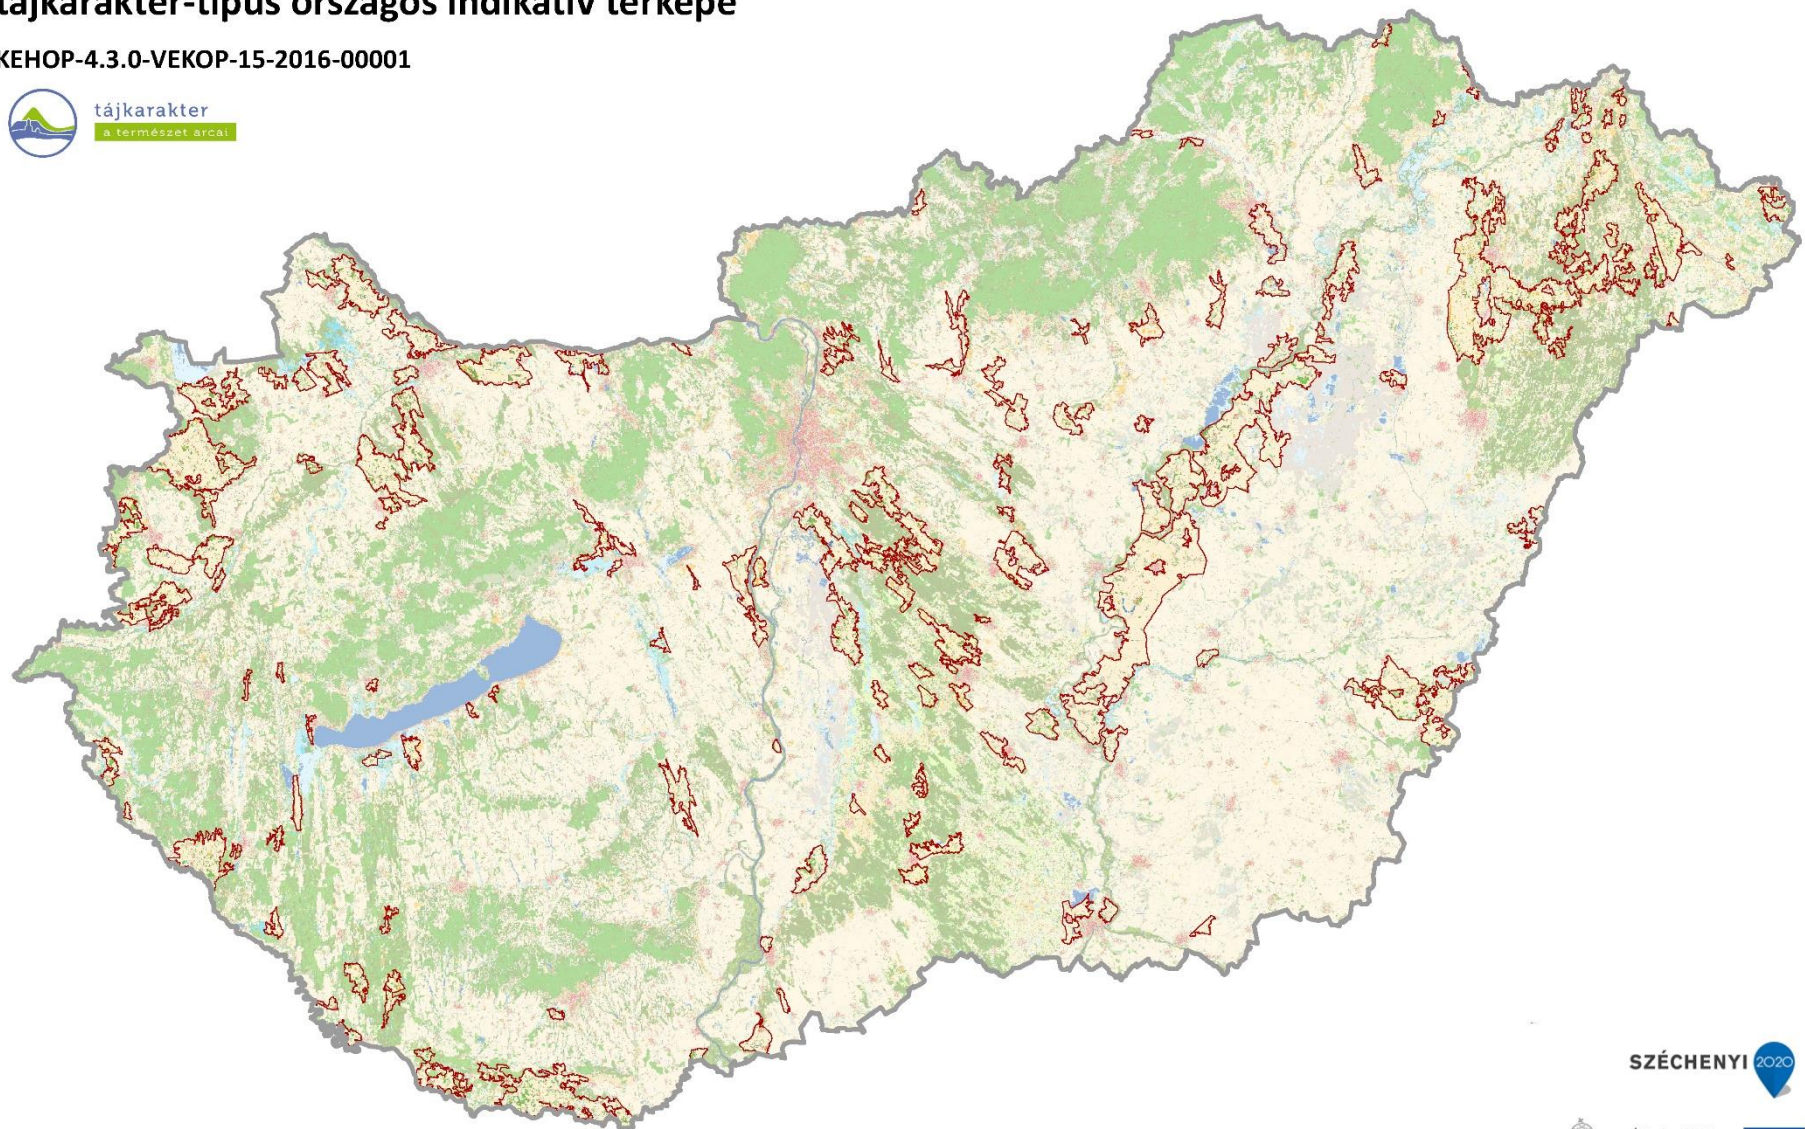 tájkarakter-típus országos indikatív térképe
KEHOP-4.3.0-VEKOP-15-2016-00001
tájkarakter
a természet arcai
SZÉCHENYI 2020